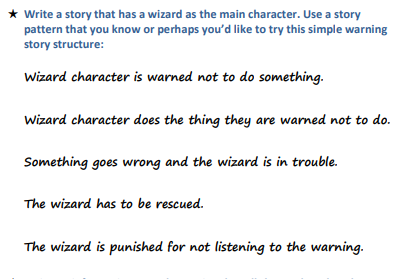 ★ Write a story that has a wizard as the main character. Use a story
pattern that you know or perhaps you'd like to try this simple warning
story structure:
Wizard character is warned not to do something.
Wizard character does the thing they are warned not to do.
Something goes wrong and the wizard is in trouble.
The wizard has to be rescued.
The wizard is punished for not listening to the warning.